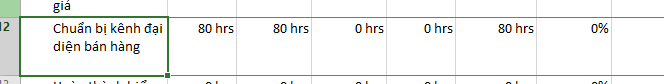 giá
12 Chuẩn bị kênh đại 80 hrs 80 hrs 0 hrs 0 hrs 80 hrs 0%
diện bán hàng